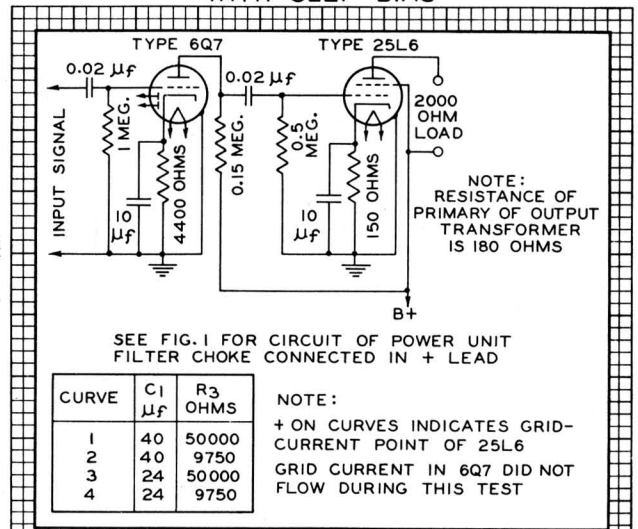 WITH SELF-BIAS
TYPE 6Q7
TYPE 25L6
0.02 µf
0.02 µf
INPUT SIGNAL
1 MEG.
10 µf
4400 OHMS
0.15 MEG.
0.5 MEG.
10 µf
150 OHMS
2000
OHM
LOAD
NOTE:
RESISTANCE OF
PRIMARY OF OUTPUT
TRANSFORMER
IS 180 OHMS
B+
SEE FIG. 1 FOR CIRCUIT OF POWER UNIT
FILTER CHOKE CONNECTED IN + LEAD
CURVE C1 µf R3 OHMS
1 40 50000
2 40 9750
3 24 50000
4 24 9750
NOTE:
+ ON CURVES INDICATES GRID-
CURRENT POINT OF 25L6
GRID CURRENT IN 6Q7 DID NOT
FLOW DURING THIS TEST